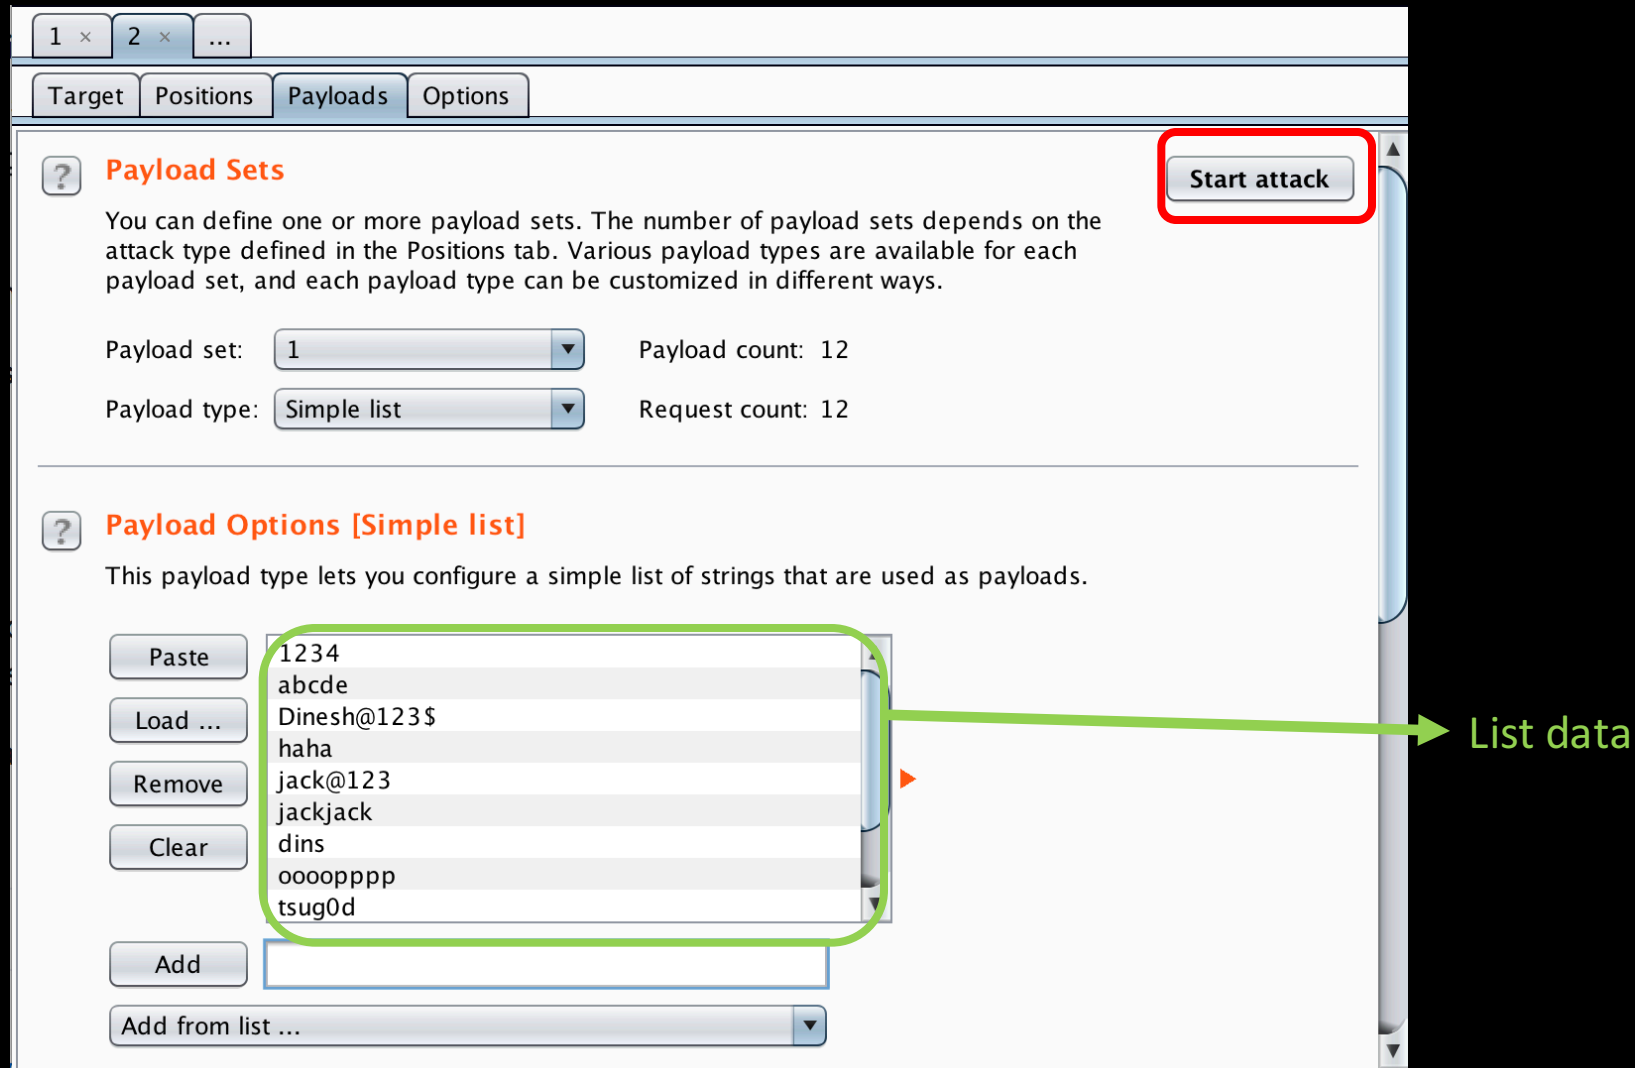 1 × 2 × ...
Target Positions Payloads Options
? Payload Sets
Start attack
You can define one or more payload sets. The number of payload sets depends on the
attack type defined in the Positions tab. Various payload types are available for each
payload set, and each payload type can be customized in different ways.
Payload set: 1 Payload count: 12
Payload type: Simple list Request count: 12
? Payload Options [Simple list]
This payload type lets you configure a simple list of strings that are used as payloads.
Paste
Load ...
Remove
Clear
1234
abcde
Dinesh@123$
haha
jack@123
jackjack
dins
oooopppp
tsug0d
List data
Add
Add from list ...